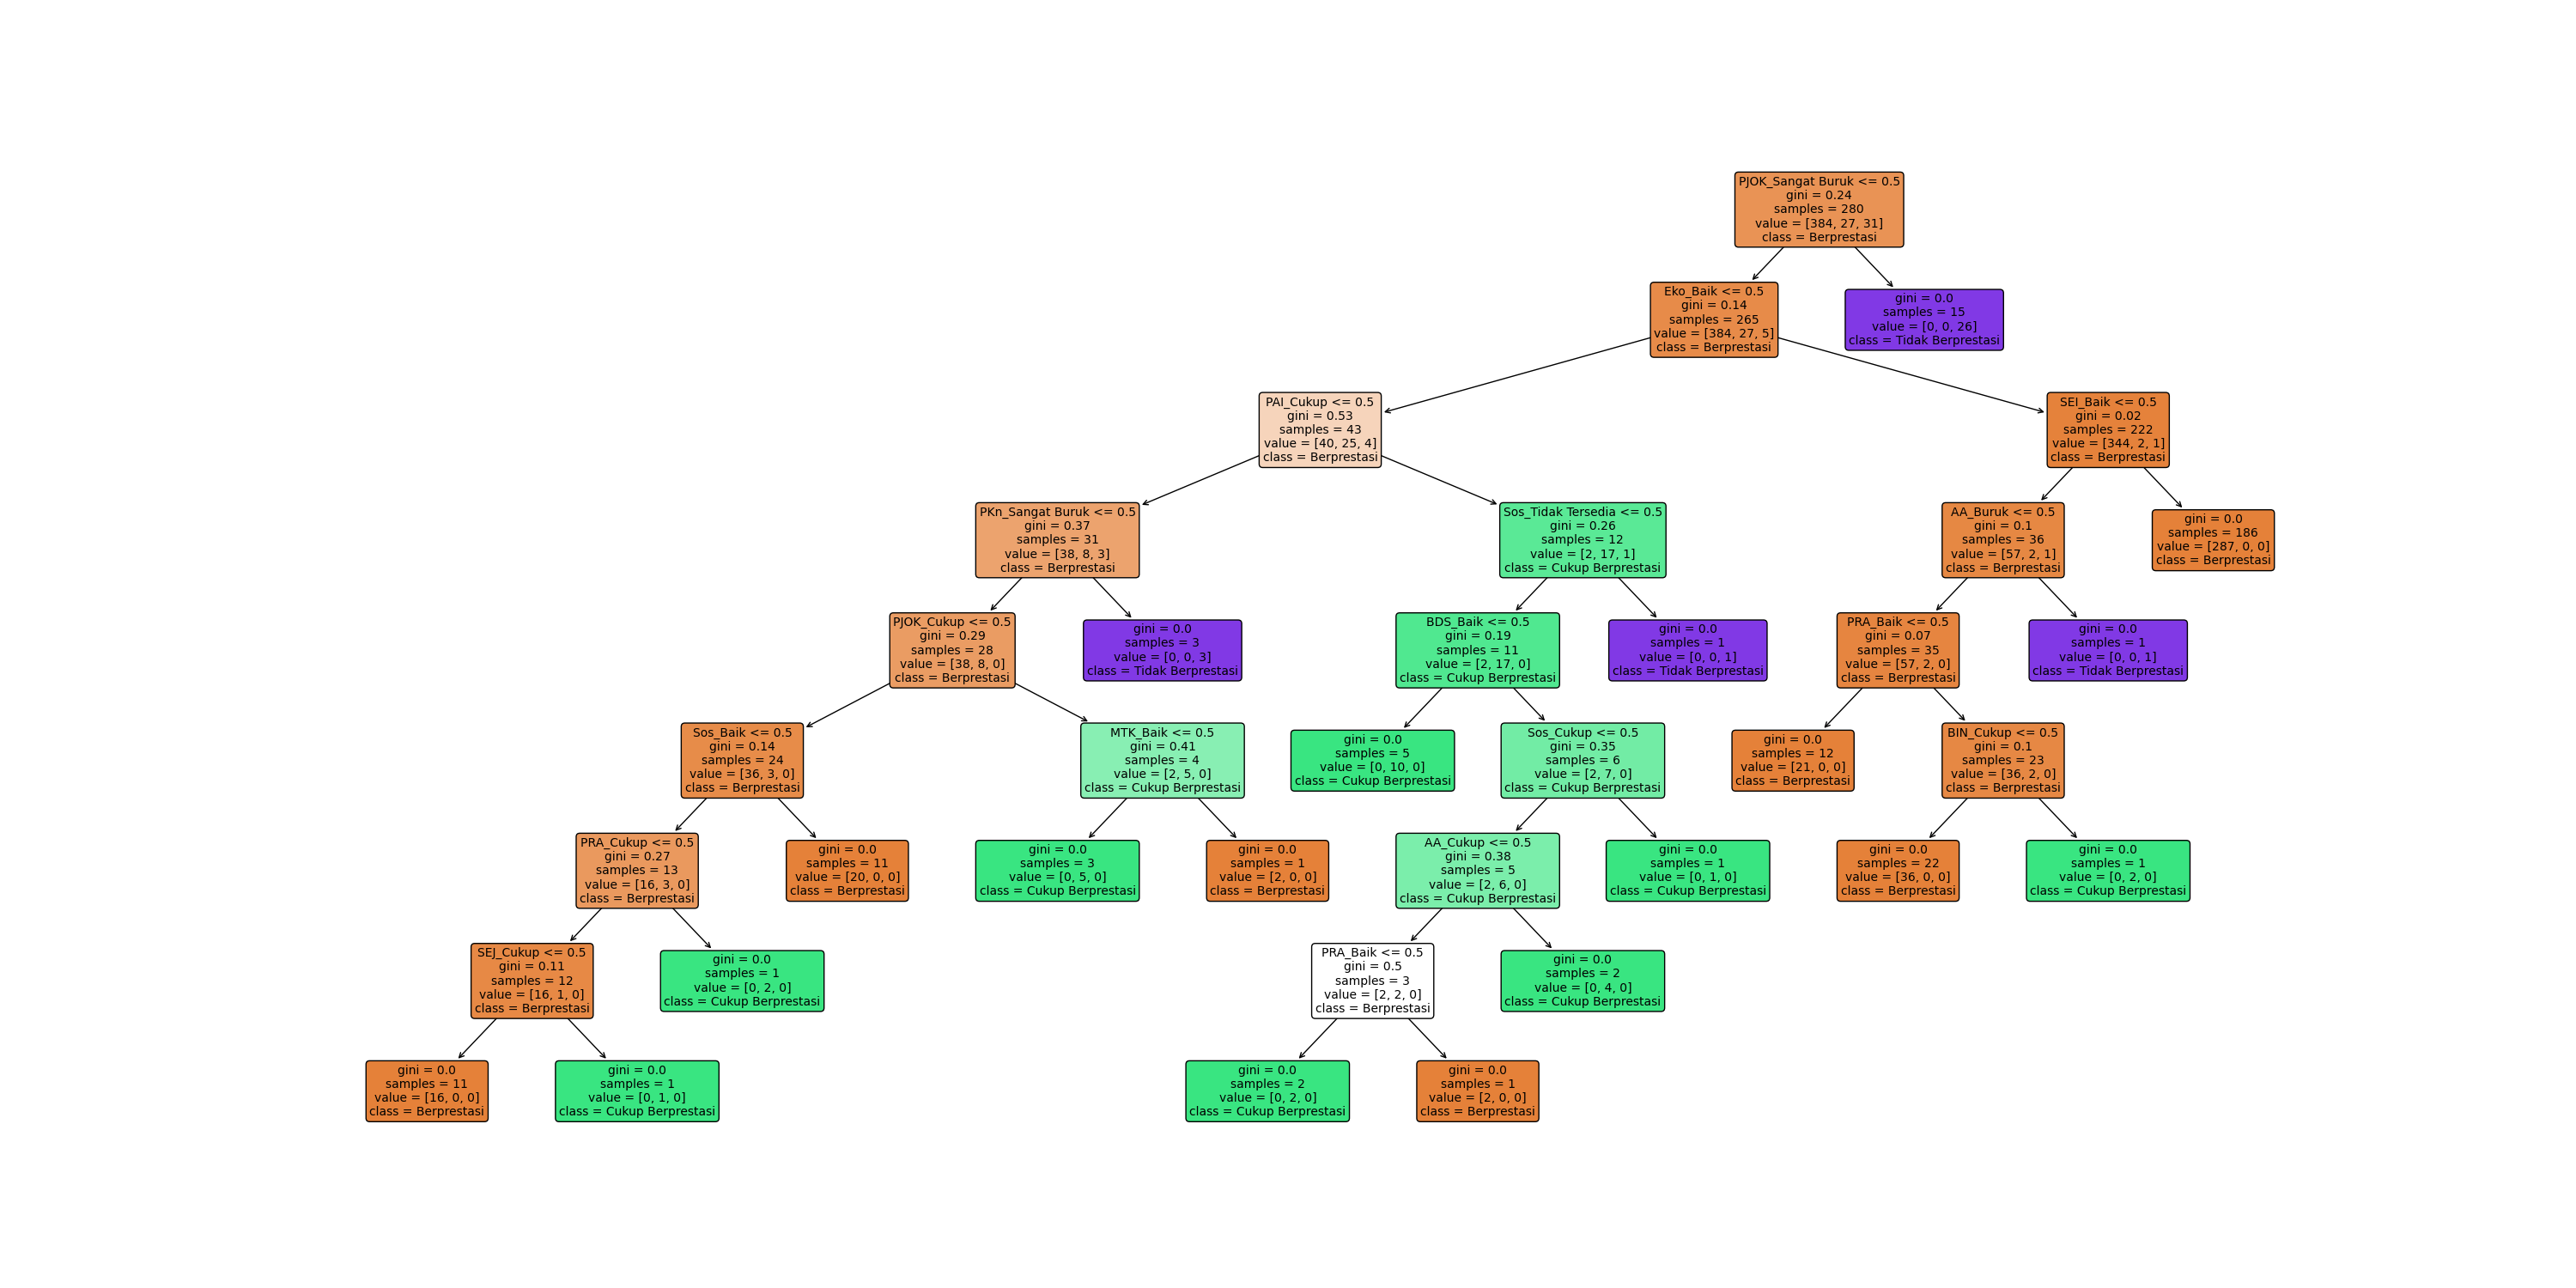 PJOK_Sangat Buruk <= 0.5
gini = 0.24
samples = 280
value = [384, 27, 31]
class = Berprestasi
Eko_Baik <= 0.5
gini = 0.14
samples = 265
value = [384, 27, 5]
class = Berprestasi
gini = 0.0
samples = 15
value = [0, 0, 26]
class = Tidak Berprestasi
PAI_Cukup <= 0.5
gini = 0.53
samples = 43
value = [40, 25, 4]
class = Berprestasi
SEI_Baik <= 0.5
gini = 0.02
samples = 222
value = [344, 2, 1]
class = Berprestasi
PKn_Sangat Buruk <= 0.5
gini = 0.37
samples = 31
value = [38, 8, 3]
class = Berprestasi
Sos_Tidak Tersedia <= 0.5
gini = 0.26
samples = 12
value = [2, 17, 1]
class = Cukup Berprestasi
AA_Buruk <= 0.5
gini = 0.1
samples = 36
value = [57, 2, 1]
class = Berprestasi
gini = 0.0
samples = 186
value = [287, 0, 0]
class = Berprestasi
PJOK_Cukup <= 0.5
gini = 0.29
samples = 28
value = [38, 8, 0]
class = Berprestasi
gini = 0.0
samples = 3
value = [0, 0, 3]
class = Tidak Berprestasi
BDS_Baik <= 0.5
gini = 0.19
samples = 11
value = [2, 17, 0]
class = Cukup Berprestasi
gini = 0.0
samples = 1
value = [0, 0, 1]
class = Tidak Berprestasi
PRA_Baik <= 0.5
gini = 0.07
samples = 35
value = [57, 2, 0]
class = Berprestasi
gini = 0.0
samples = 1
value = [0, 0, 1]
class = Tidak Berprestasi
Sos_Baik <= 0.5
gini = 0.14
samples = 24
value = [36, 3, 0]
class = Berprestasi
MTK_Baik <= 0.5
gini = 0.41
samples = 4
value = [2, 5, 0]
class = Cukup Berprestasi
gini = 0.0
samples = 5
value = [0, 10, 0]
class = Cukup Berprestasi
Sos_Cukup <= 0.5
gini = 0.35
samples = 6
value = [2, 7, 0]
class = Cukup Berprestasi
gini = 0.0
samples = 12
value = [21, 0, 0]
class = Berprestasi
BIN_Cukup <= 0.5
gini = 0.1
samples = 23
value = [36, 2, 0]
class = Berprestasi
PRA_Cukup <= 0.5
gini = 0.27
samples = 13
value = [16, 3, 0]
class = Berprestasi
gini = 0.0
samples = 11
value = [20, 0, 0]
class = Berprestasi
gini = 0.0
samples = 3
value = [0, 5, 0]
class = Cukup Berprestasi
gini = 0.0
samples = 1
value = [2, 0, 0]
class = Berprestasi
AA_Cukup <= 0.5
gini = 0.38
samples = 5
value = [2, 6, 0]
class = Cukup Berprestasi
gini = 0.0
samples = 1
value = [0, 1, 0]
class = Cukup Berprestasi
gini = 0.0
samples = 22
value = [36, 0, 0]
class = Berprestasi
gini = 0.0
samples = 1
value = [0, 2, 0]
class = Cukup Berprestasi
SEJ_Cukup <= 0.5
gini = 0.11
samples = 12
value = [16, 1, 0]
class = Berprestasi
gini = 0.0
samples = 1
value = [0, 2, 0]
class = Cukup Berprestasi
PRA_Baik <= 0.5
gini = 0.5
samples = 3
value = [2, 2, 0]
class = Berprestasi
gini = 0.0
samples = 2
value = [0, 4, 0]
class = Cukup Berprestasi
gini = 0.0
samples = 11
value = [16, 0, 0]
class = Berprestasi
gini = 0.0
samples = 1
value = [0, 1, 0]
class = Cukup Berprestasi
gini = 0.0
samples = 2
value = [0, 2, 0]
class = Cukup Berprestasi
gini = 0.0
samples = 1
value = [2, 0, 0]
class = Berprestasi